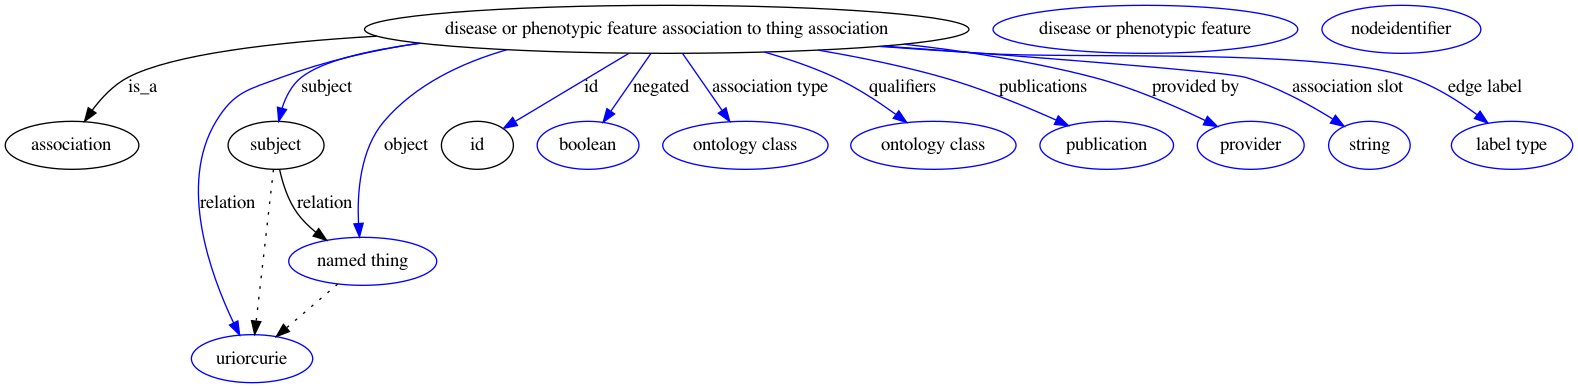 disease or phenotypic feature association to thing association
disease or phenotypic feature
nodeidentifier
is_a
subject
id
negated
association type
qualifiers
publications
provided by
association slot
edge label
association
subject
object
id
boolean
ontology class
ontology class
publication
provider
string
label type
relation
relation
named thing
uriorcurie